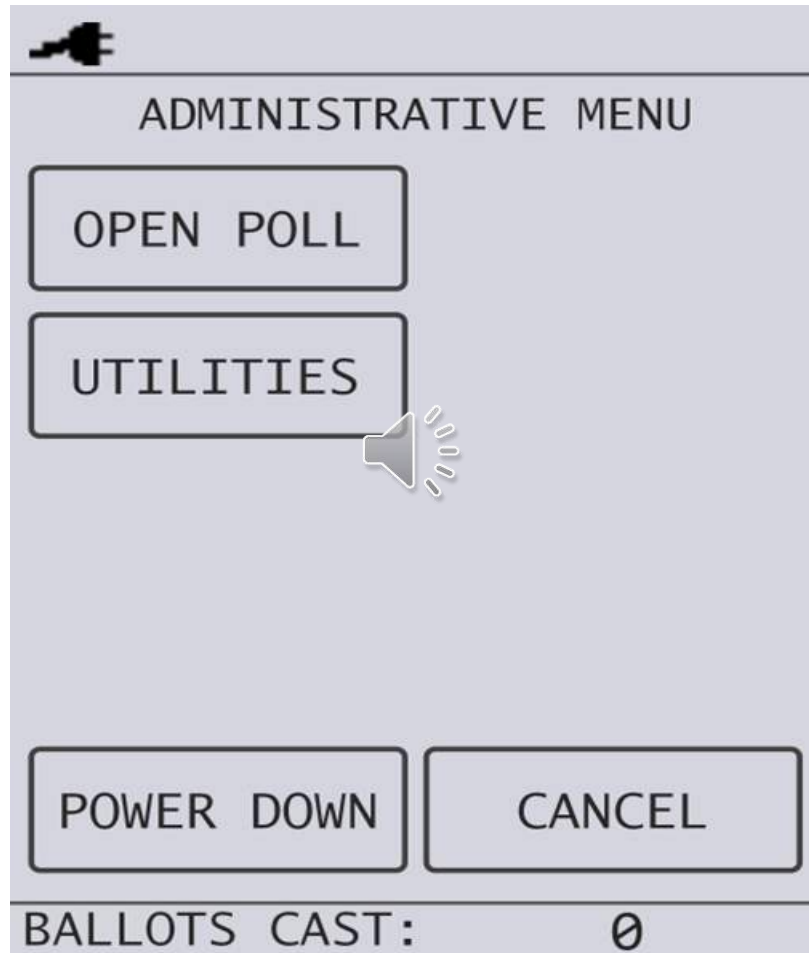 ADMINISTRATIVE MENU
OPEN POLL
UTILITIES
POWER DOWN CANCEL
BALLOTS CAST: 0